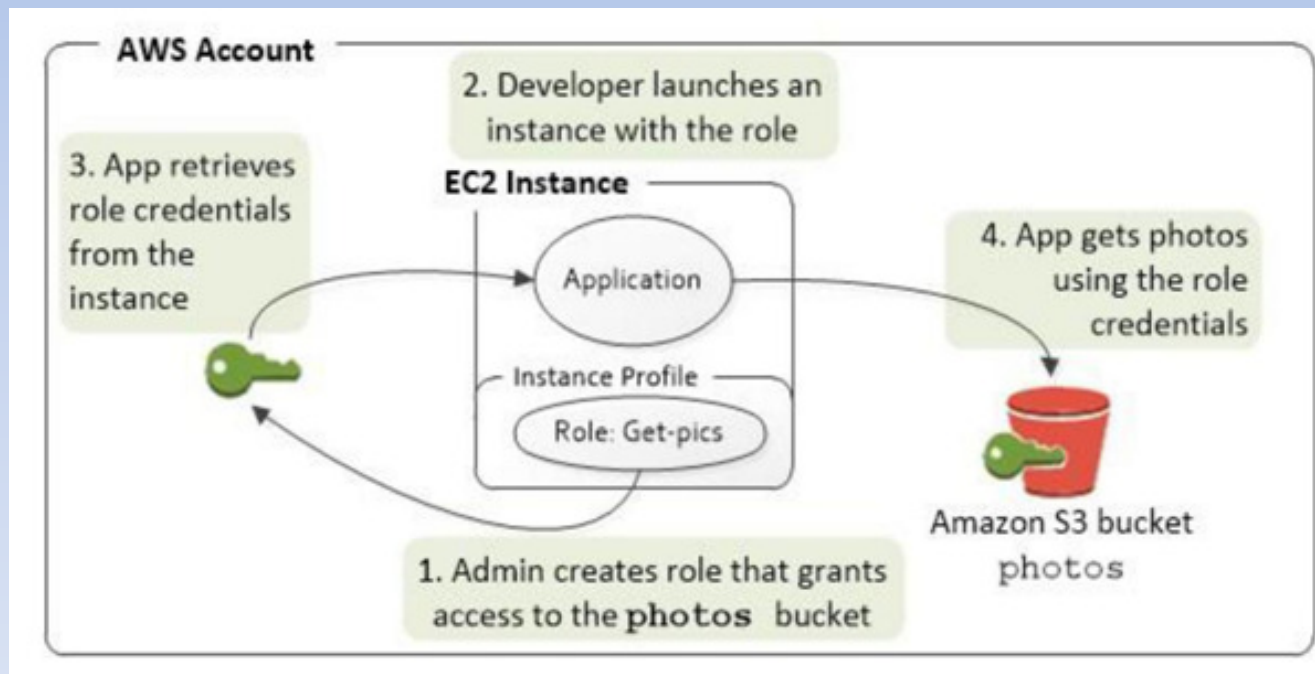 AWS Account
2. Developer launches an
instance with the role
3. App retrieves
role credentials
from the
instance
EC2 Instance
Application
4. App gets photos
using the role
credentials
Instance Profile
Role: Get-pics
Amazon S3 bucket
photos
1. Admin creates role that grants
access to the photos bucket